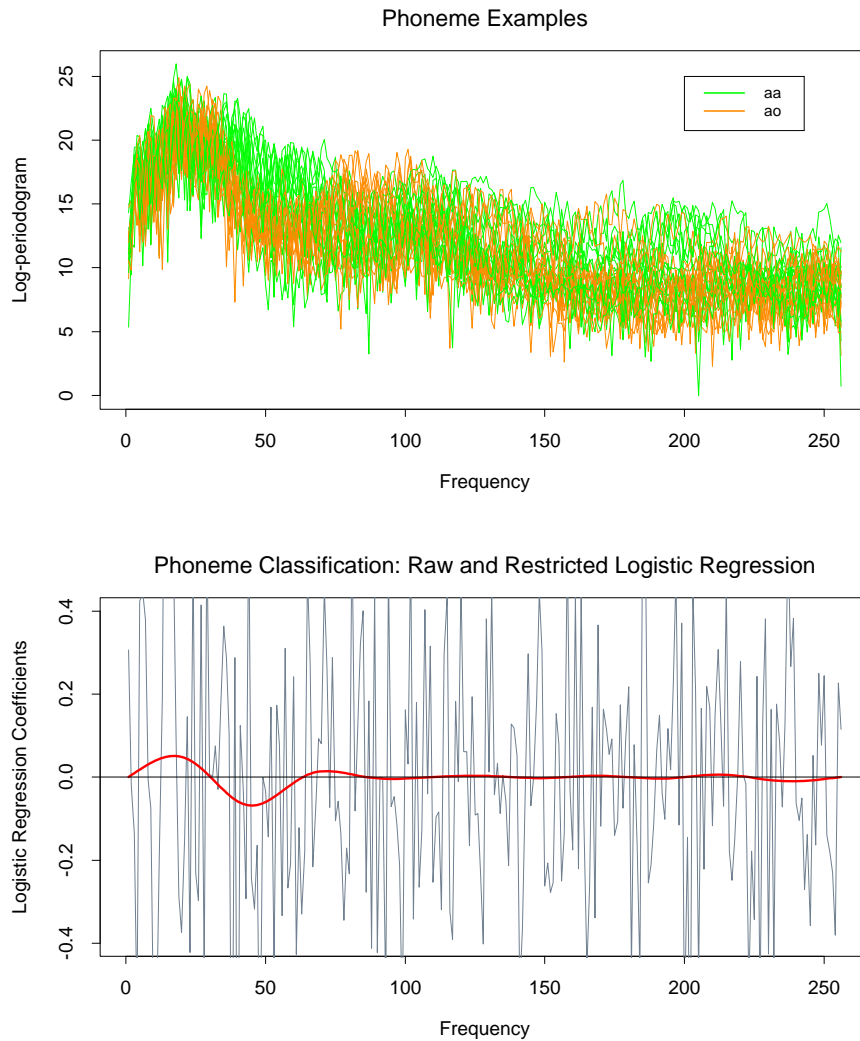 Phoneme Examples
25
20
15
10
5
0
Log-periodogram
aa
ao
0 50 100 150 200 250
Frequency
Phoneme Classification: Raw and Restricted Logistic Regression
0.4
0.2
0.0
-0.2
-0.4
Logistic Regression Coefficients
0 50 100 150 200 250
Frequency